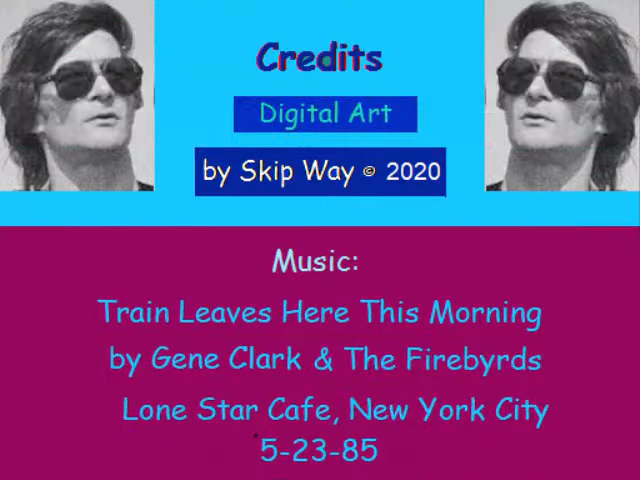 Credits
Digital Art
by Skip Way © 2020
Music:
Train Leaves Here This Morning
by Gene Clark & The Firebyrds
Lone Star Cafe, New York City
5-23-85